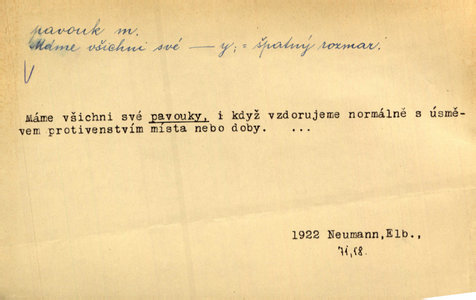 pavouk m.
Máme všichni své — y; = špatný rozmar.
Máme všichni své pavouky, i když vzdorujeme normálně s úsmě-
vem protivenstvím místa nebo doby. ...
1922 Neumann,Elb.,